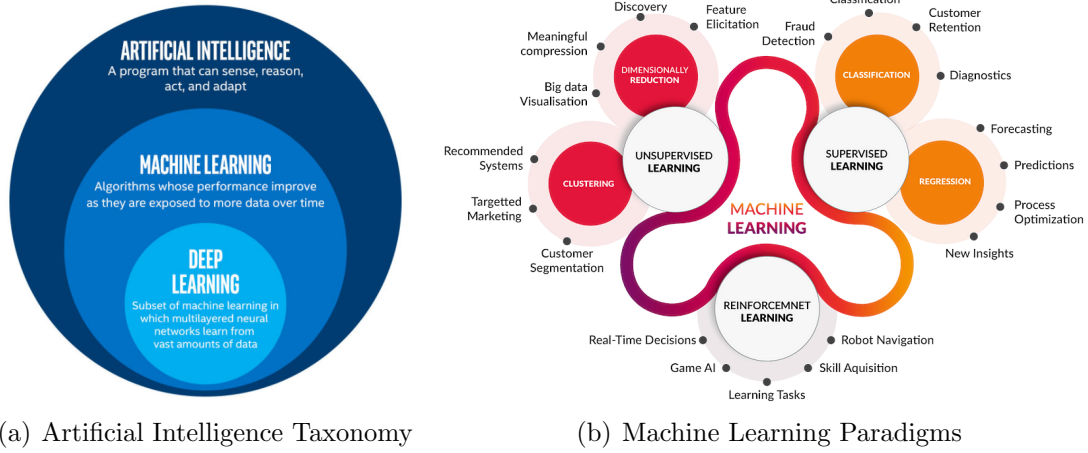 ARTIFICIAL INTELLIGENCE
A program that can sense, reason,
act, and adapt
MACHINE LEARNING
Algorithms whose performance improve
as they are exposed to more data over time
DEEP
LEARNING
Subset of machine learning in
which multilayered neural
networks learn from
vast amounts of data
(a) Artificial Intelligence Taxonomy
Discovery
Feature
Elicitation
Meaningful
compression
Big data
Visualisation
DIMENSIONALLY
REDUCTION
UNSUPERVISED
LEARNING
Recommended
Systems
CLUSTERING
Targetted
Marketing
Customer
Segmentation
MACHINE
LEARNING
Classification
Fraud
Detection
Customer
Retention
CLASSIFICATION
Diagnostics
SUPERVISED
LEARNING
Forecasting
Predictions
REGRESSION
Process
Optimization
New Insights
REINFORCEMNET
LEARNING
Real-Time Decisions
Robot Navigation
Game AI
Skill Aquisition
Learning Tasks
(b) Machine Learning Paradigms